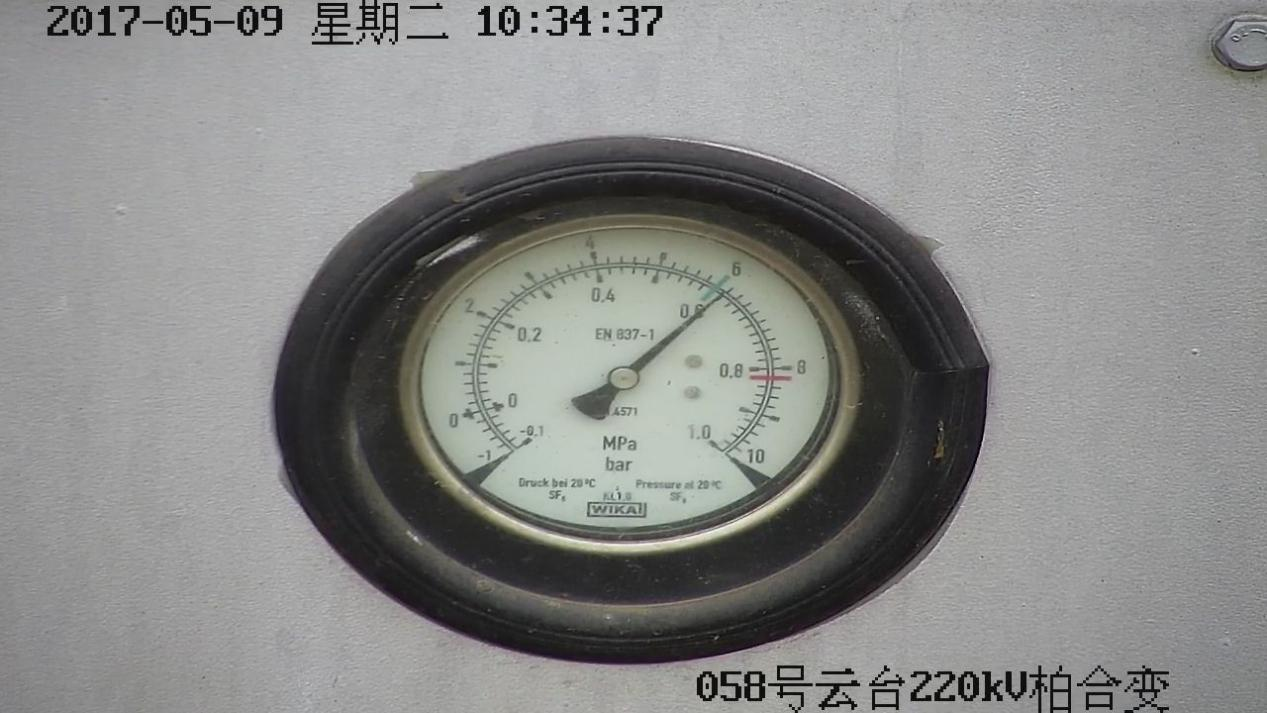 2017-05-09 星期二 10:34:37
4
6
0.4
2
0.6
0.2
EN 837-1
0.8
8
0
0
.4571
-0.1
1.0
MPa
-1
10
bar
Druck bei 20°C
Pressure at 20°C
SF₆
KL1.0
SF₆
WIKA
058号云台220kV柏合变